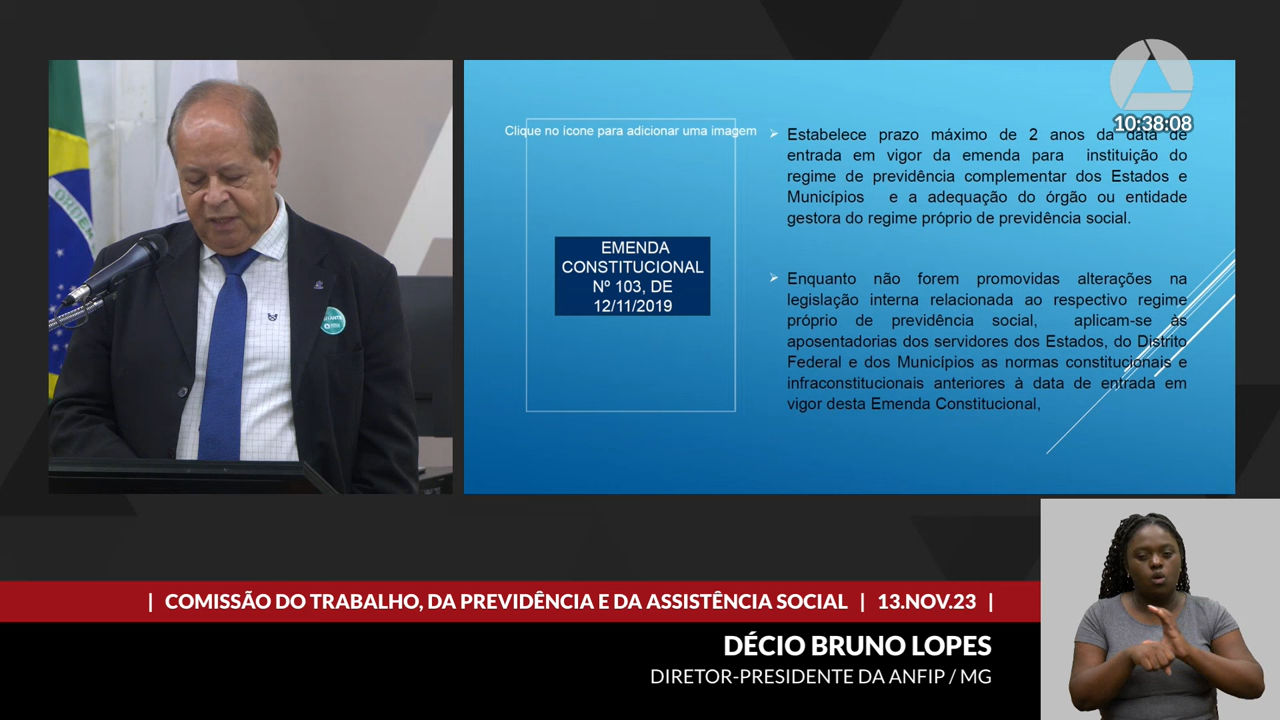 ORDEM
Clique no ícone para adicionar uma imagem
EMENDA
CONSTITUCIONAL
Nº 103, DE
12/11/2019
10:38:08
➢ Estabelece prazo máximo de 2 anos da data de
entrada em vigor da emenda para instituição do
regime de previdência complementar dos Estados e
Municípios e a adequação do órgão ou entidade
gestora do regime próprio de previdência social.
➢ Enquanto não forem promovidas alterações na
legislação interna relacionada ao respectivo regime
próprio de previdência social, aplicam-se às
aposentadorias dos servidores dos Estados, do Distrito
Federal e dos Municípios as normas constitucionais e
infraconstitucionais anteriores à data de entrada em
vigor desta Emenda Constitucional,
| COMISSÃO DO TRABALHO, DA PREVIDÊNCIA E DA ASSISTÊNCIA SOCIAL | 13.NOV.23 |
DÉCIO BRUNO LOPES
DIRETOR-PRESIDENTE DA ANFIP / MG